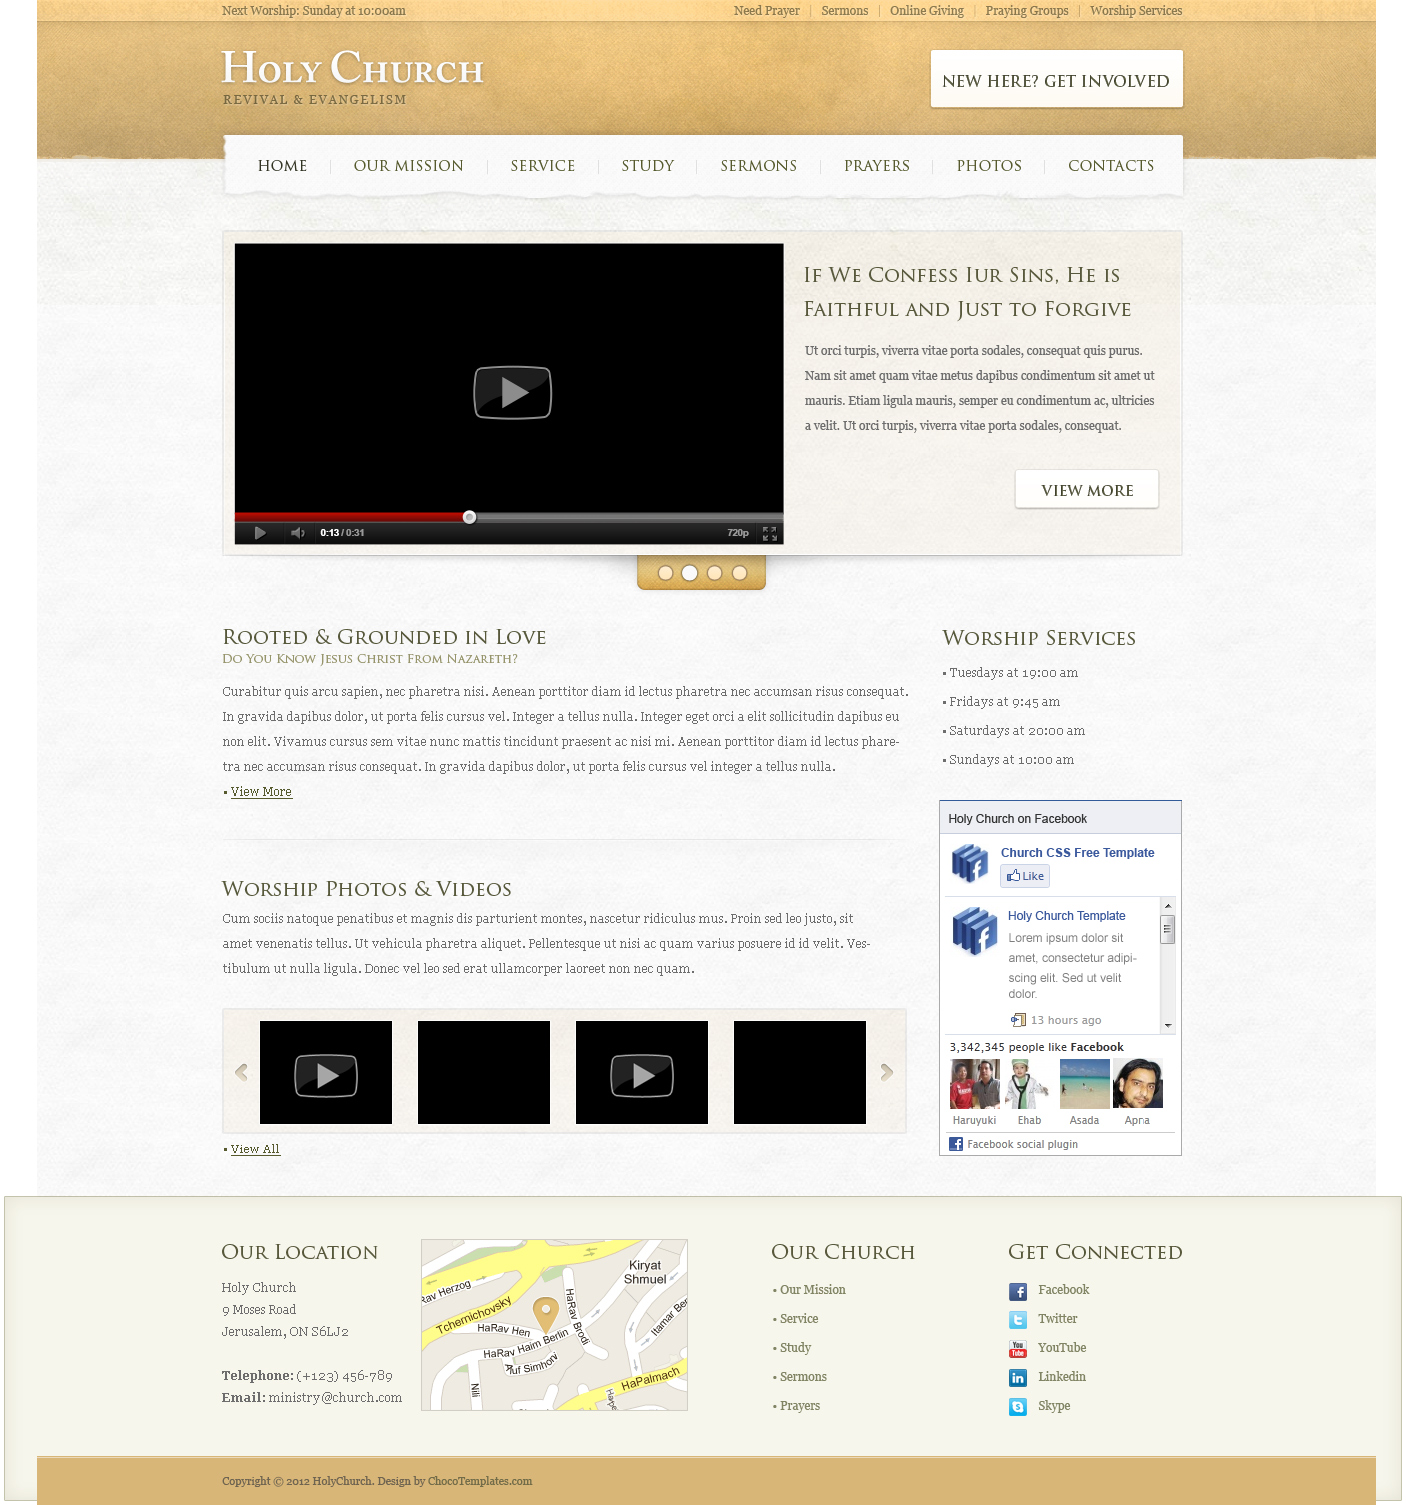 Next Worship: Sunday at 10:00am
Need Prayer | Sermons | Online Giving | Praying Groups | Worship Services
Holy Church
REVIVAL & EVANGELISM
NEW HERE? GET INVOLVED
HOME OUR MISSION SERVICE STUDY SERMONS PRAYERS PHOTOS CONTACTS
If We Confess Iur Sins, He is
Faithful and Just to Forgive
Ut orci turpis, viverra vitae porta sodales, consequat quis purus.
Nam sit amet quam vitae metus dapibus condimentum sit amet ut
mauris. Etiam ligula mauris, semper eu condimentum ac, ultricies
a velit. Ut orci turpis, viverra vitae porta sodales, consequat.
VIEW MORE
0:13 / 0:31
720p
Rooted & Grounded in Love
Do You Know Jesus Christ From Nazareth?
Curabitur quis arcu sapien, nec pharetra nisi. Aenean porttitor diam id lectus pharetra nec accumsan risus consequat.
In gravida dapibus dolor, ut porta felis cursus vel. Integer a tellus nulla. Integer eget orci a elit sollicitudin dapibus eu
non elit. Vivamus cursus sem vitae nunc mattis tincidunt praesent ac nisi mi. Aenean porttitor diam id lectus phare-
tra nec accumsan risus consequat. In gravida dapibus dolor, ut porta felis cursus vel integer a tellus nulla.
▪ View More
Worship Services
▪ Tuesdays at 19:00 am
▪ Fridays at 9:45 am
▪ Saturdays at 20:00 am
▪ Sundays at 10:00 am
Worship Photos & Videos
Cum sociis natoque penatibus et magnis dis parturient montes, nascetur ridiculus mus. Proin sed leo justo, sit
amet venenatis tellus. Ut vehicula pharetra aliquet. Pellentesque ut nisi ac quam varius posuere id id velit. Ves-
tibulum ut nulla ligula. Donec vel leo sed erat ullamcorper laoreet non nec quam.
▪ View All
Holy Church on Facebook
Church CSS Free Template
Like
Holy Church Template
Lorem ipsum dolor sit
amet, consectetur adipi-
scing elit. Sed ut velit
dolor.
13 hours ago
3,342,345 people like Facebook
Haruyuki Ehab Asada Apna
Facebook social plugin
Our Location
Holy Church
9 Moses Road
Jerusalem, ON S6LJ2
Telephone: (+123) 456-789
Email: ministry@church.com
Kiryat
Shmuel
Rav Herzog
Tchernichovsky
HaRav Hen
HaRav Haim Berlin
HaRav Brodi
Itamar Ben
uf Simhoni
Nili
HaPalmach
Our Church
▪ Our Mission
▪ Service
▪ Study
▪ Sermons
▪ Prayers
Get Connected
Facebook
Twitter
YouTube
Linkedin
Skype
Copyright © 2012 HolyChurch. Design by ChocoTemplates.com